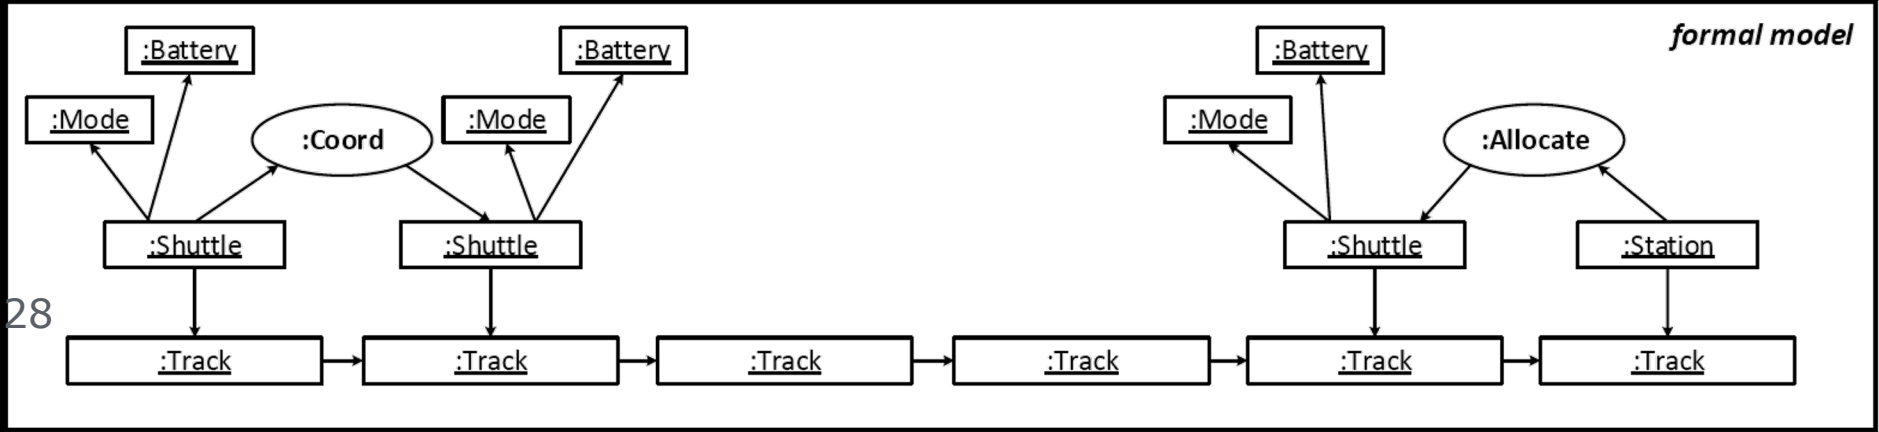 formal model
:Battery
:Battery
:Battery
:Mode
:Coord
:Mode
:Mode
:Allocate
:Shuttle
:Shuttle
:Shuttle
:Station
28
:Track
:Track
:Track
:Track
:Track
:Track